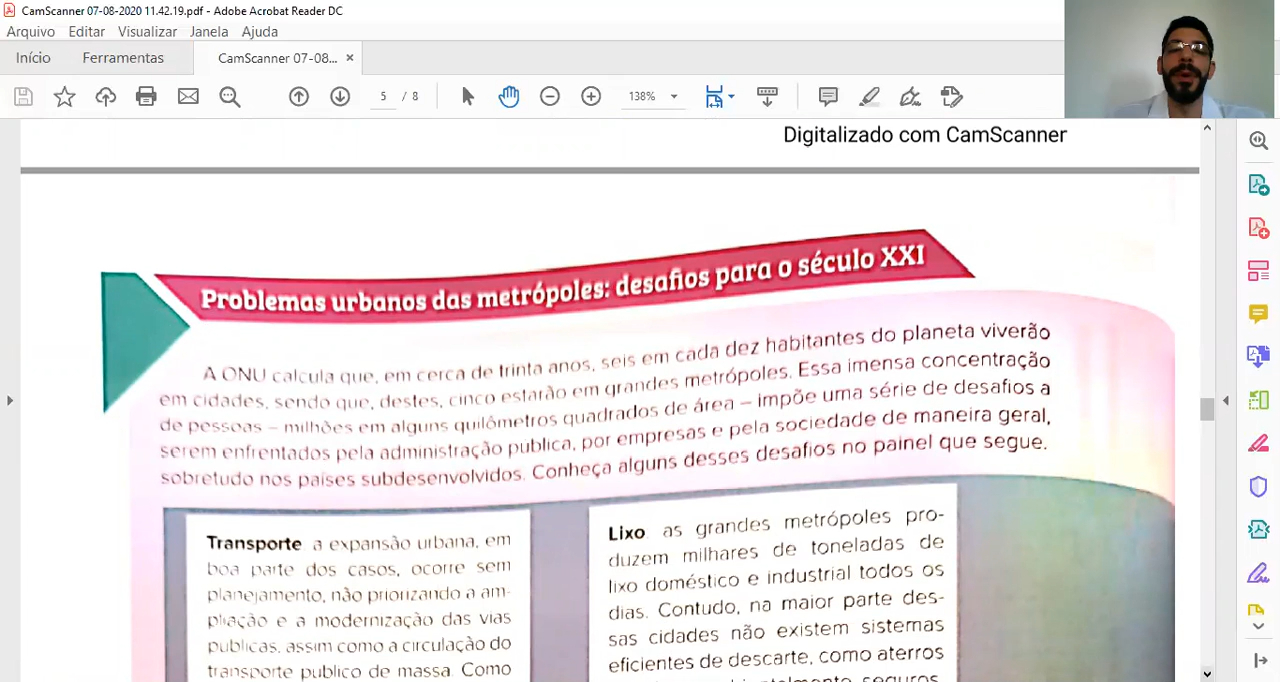 CamScanner 07-08-2020 11.42.19.pdf - Adobe Acrobat Reader DC
Arquivo Editar Visualizar Janela Ajuda
Início Ferramentas CamScanner 07-08... ×
5 / 8 138%
Digitalizado com CamScanner
Problemas urbanos das metrópoles: desafios para o século XXI
A ONU calcula que, em cerca de trinta anos, seis em cada dez habitantes do planeta viverão
em cidades, sendo que, destes, cinco estarão em grandes metrópoles. Essa imensa concentração
de pessoas – milhões em alguns quilômetros quadrados de área – impõe uma série de desafios a
serem enfrentados pela administração publica, por empresas e pela sociedade de maneira geral,
sobretudo nos países subdesenvolvidos. Conheça alguns desses desafios no painel que segue.
Transporte a expansão urbana, em
boa parte dos casos, ocorre sem
planejamento, não priorizando a am-
pliação e a modernização das vias
publicas, assim como a circulação do
transporte publico de massa. Como
Lixo as grandes metrópoles pro-
duzem milhares de toneladas de
lixo doméstico e industrial todos os
dias. Contudo, na maior parte des-
sas cidades não existem sistemas
eficientes de descarte, como aterros
seguros,